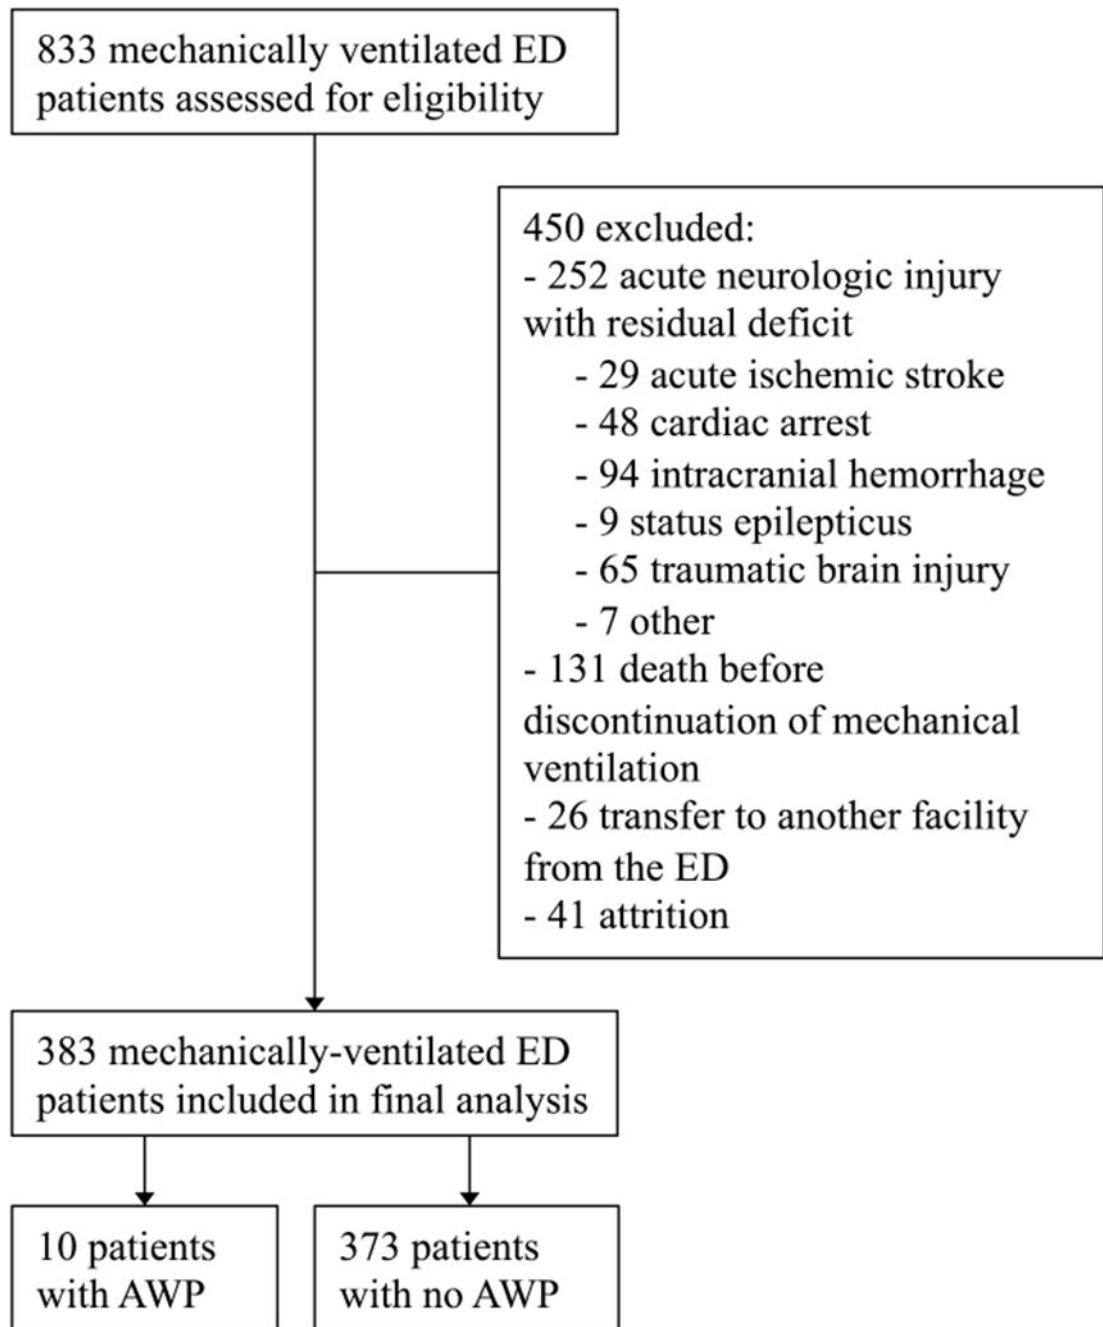 833 mechanically ventilated ED
patients assessed for eligibility
450 excluded:
- 252 acute neurologic injury
with residual deficit
- 29 acute ischemic stroke
- 48 cardiac arrest
- 94 intracranial hemorrhage
- 9 status epilepticus
- 65 traumatic brain injury
- 7 other
- 131 death before
discontinuation of mechanical
ventilation
- 26 transfer to another facility
from the ED
- 41 attrition
383 mechanically-ventilated ED
patients included in final analysis
10 patients
with AWP
373 patients
with no AWP